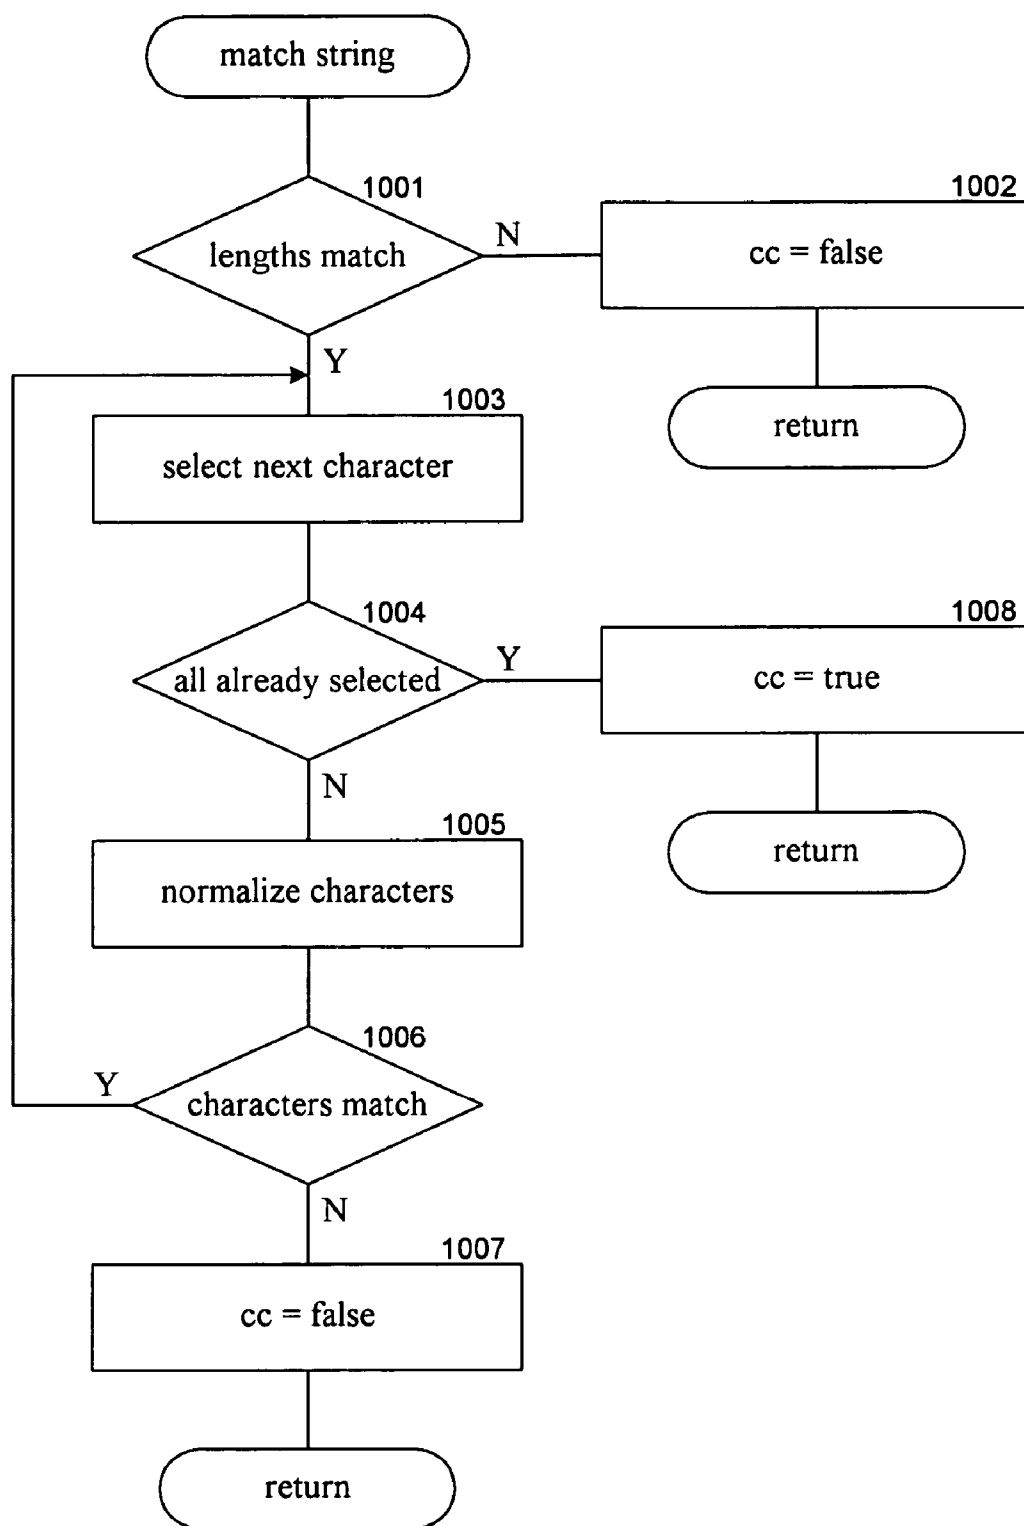 match string
1001
lengths match
N
1002
cc = false
return
Y
1003
select next character
1004
all already selected
Y
1008
cc = true
return
N
1005
normalize characters
1006
characters match
Y
N
1007
cc = false
return